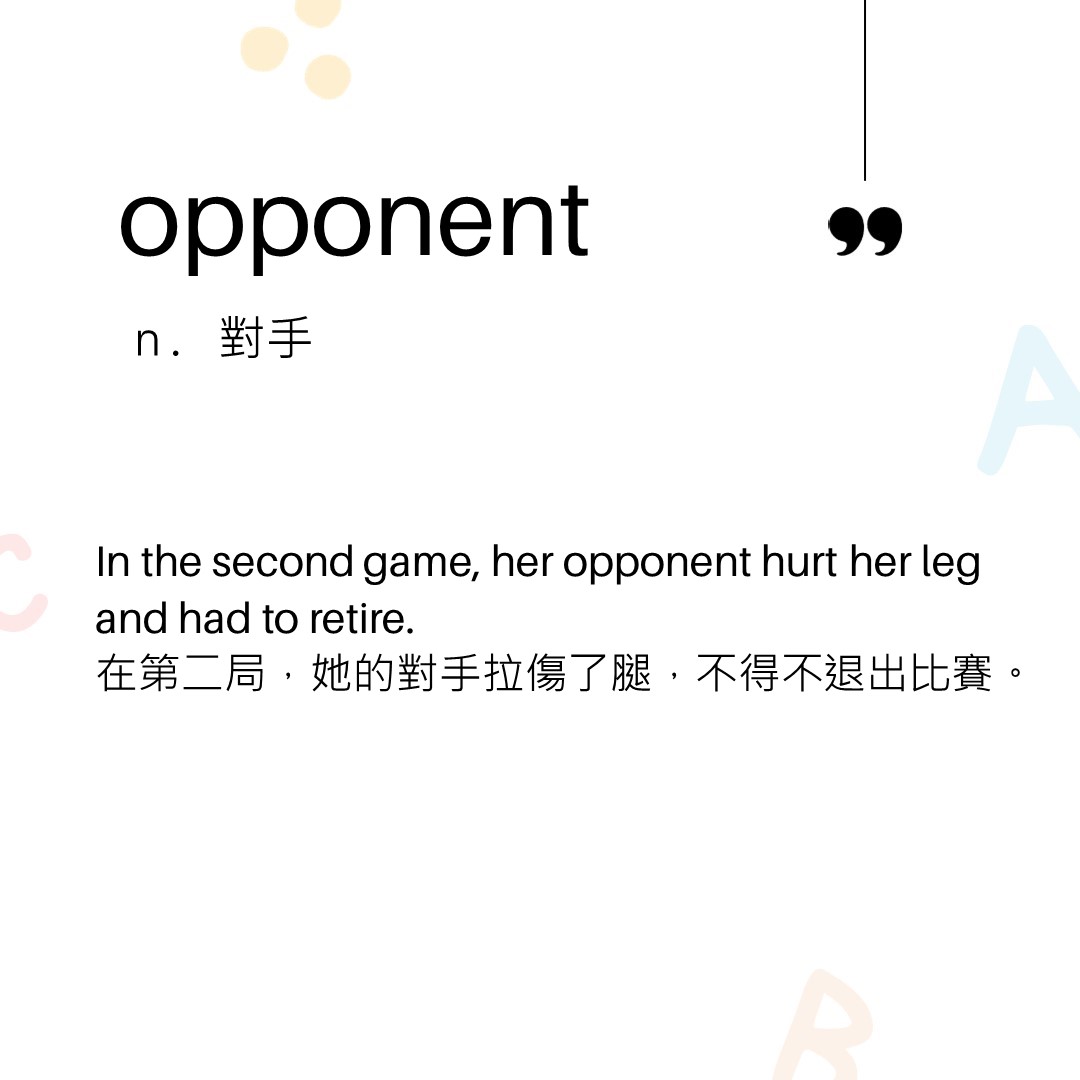 opponent
”
n. 對手
A
C
In the second game, her opponent hurt her leg
and had to retire.
在第二局，她的對手拉傷了腿，不得不退出比賽。
B